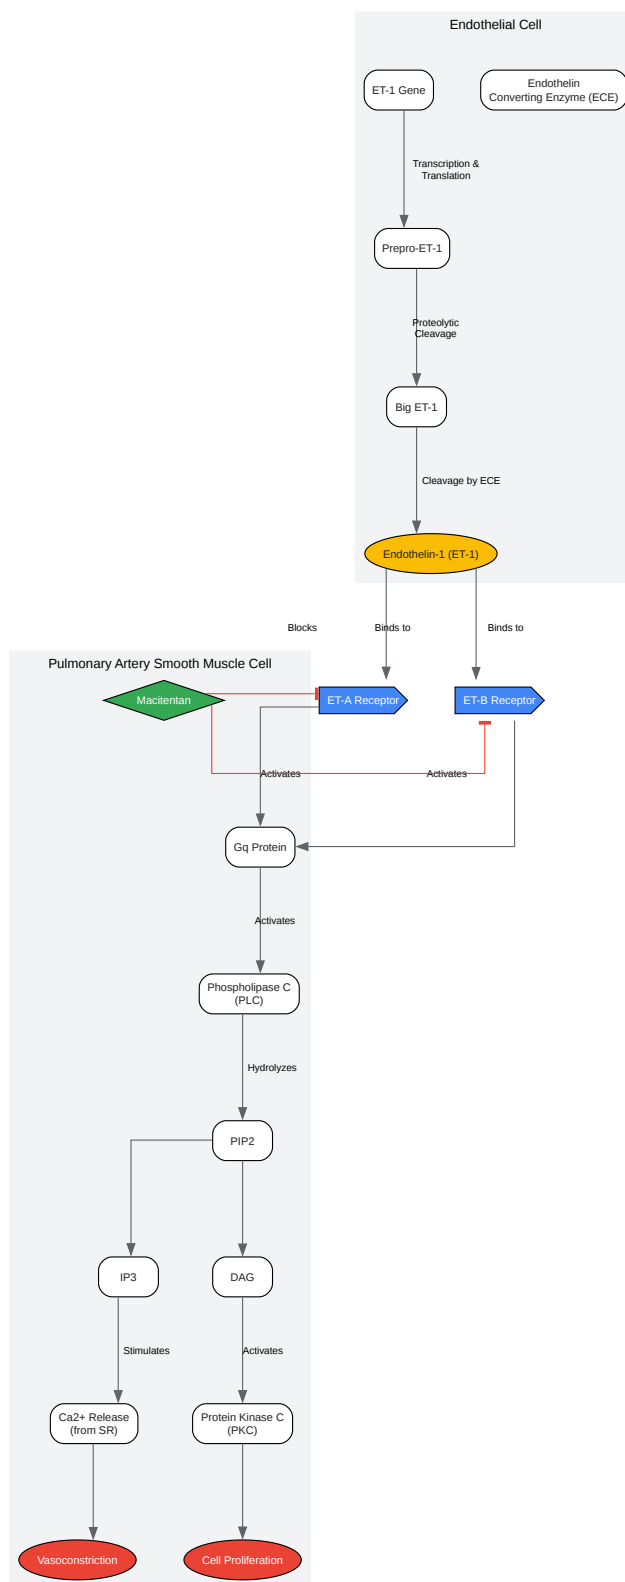 Endothelial Cell
ET-1 Gene
Endothelin
Converting Enzyme (ECE)
Transcription &
Translation
Prepro-ET-1
Proteolytic
Cleavage
Big ET-1
Cleavage by ECE
Endothelin-1 (ET-1)
Blocks
Binds to
Binds to
Pulmonary Artery Smooth Muscle Cell
Macitentan
ET-A Receptor
ET-B Receptor
Activates
Activates
Gq Protein
Activates
Phospholipase C
(PLC)
Hydrolyzes
PIP2
IP3
DAG
Stimulates
Activates
Ca2+ Release
(from SR)
Protein Kinase C
(PKC)
Vasoconstriction
Cell Proliferation